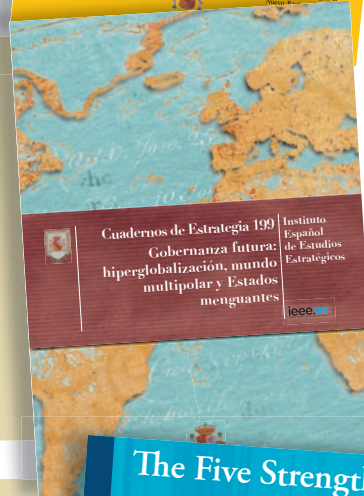 Cuadernos de Estrategia 199
Gobernanza futura:
hiperglobalización, mundo
multipolar y Estados
menguantes
Instituto
Español
de Estudios
Estratégicos
ieee.es
The Five Strengt